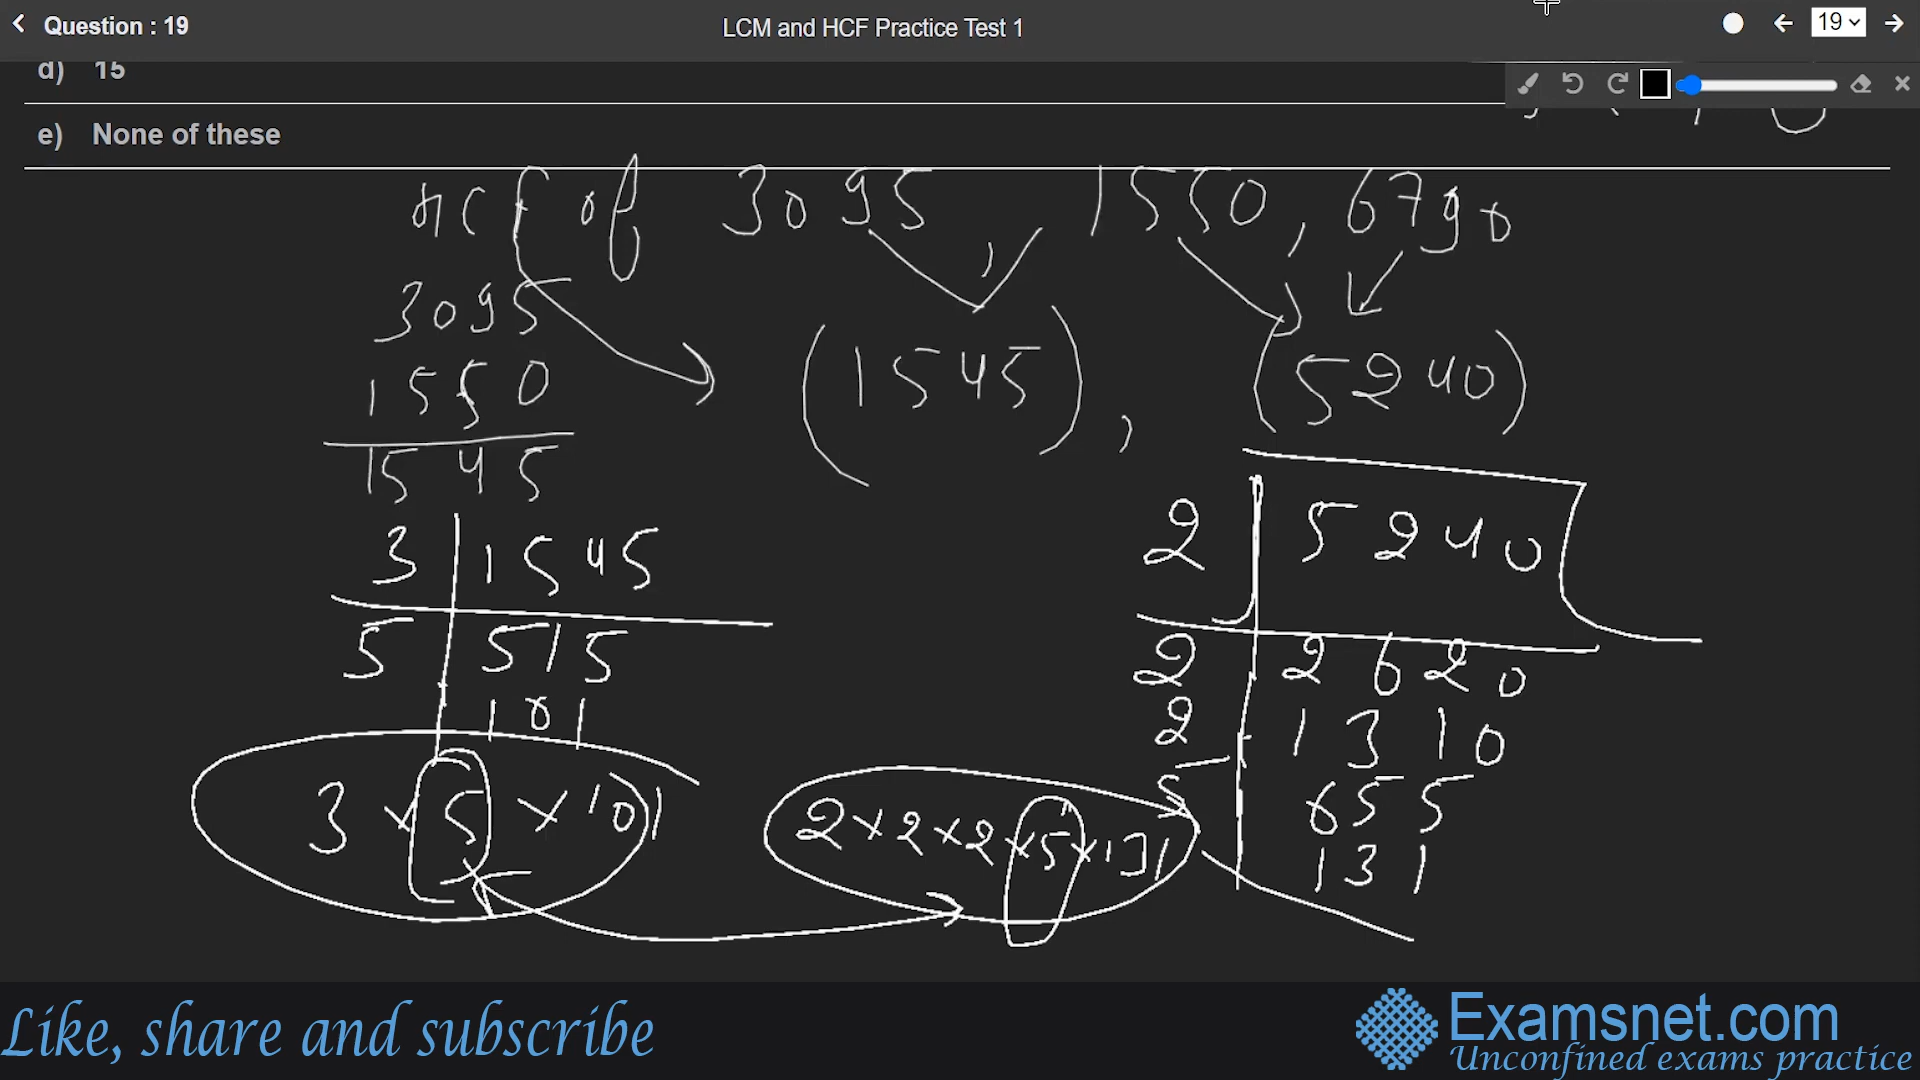 Question : 19
LCM and HCF Practice Test 1
19
d) 15
e) None of these
HCF of 3095, 1550, 6790
3095
1550
1545
(1545), (5240)
3 1545
5 515
101
3 × 5 × 101
2 5240
2 2620
2 1310
5 655
131
2×2×2×5×131
Like, share and subscribe
Examsnet.com
Unconfined exams practice